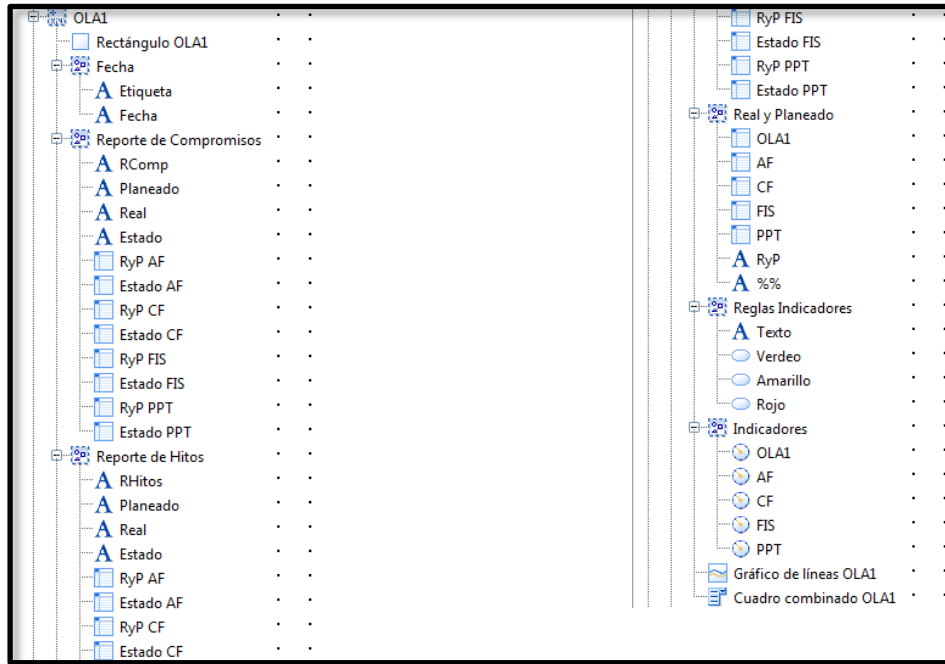 OLA1
Rectángulo OLA1
Fecha
Etiqueta
Fecha
Reporte de Compromisos
RComp
Planeado
Real
Estado
RyP AF
Estado AF
RyP CF
Estado CF
RyP FIS
Estado FIS
RyP PPT
Estado PPT
Reporte de Hitos
RHitos
Planeado
Real
Estado
RyP AF
Estado AF
RyP CF
Estado CF
RyP FIS
Estado FIS
RyP PPT
Estado PPT
Real y Planeado
OLA1
AF
CF
FIS
PPT
RyP
%%
Reglas Indicadores
Texto
Verdeo
Amarillo
Rojo
Indicadores
OLA1
AF
CF
FIS
PPT
Gráfico de líneas OLA1
Cuadro combinado OLA1